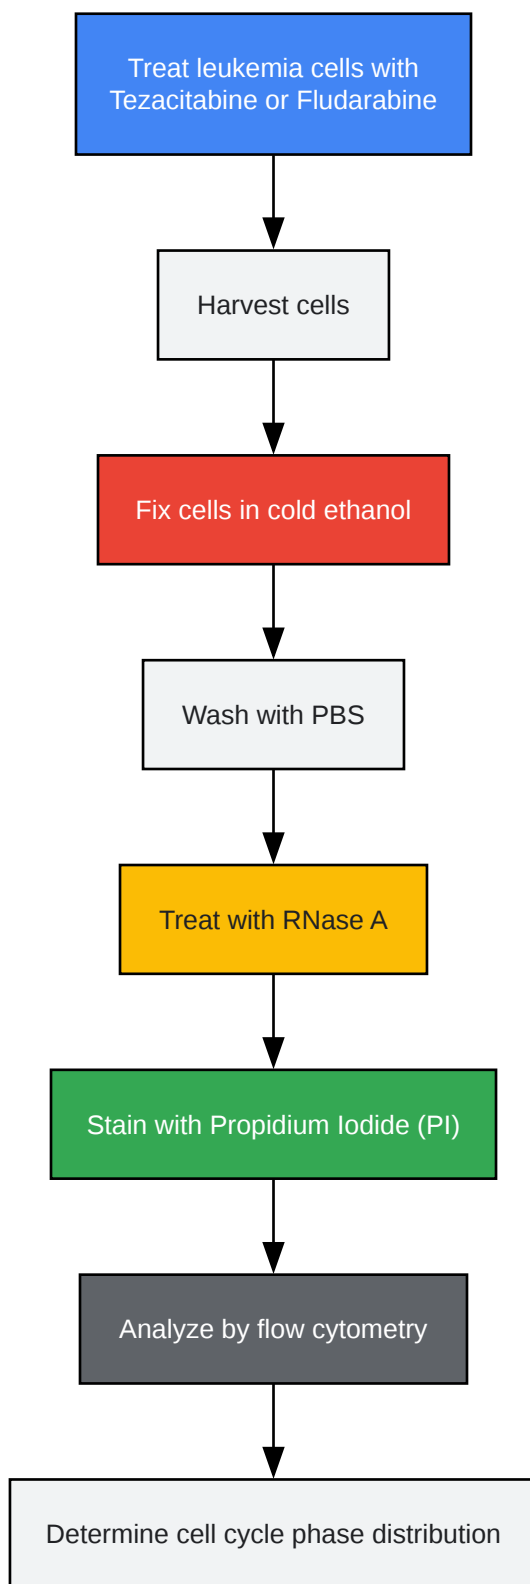 Treat leukemia cells with
Tezacitabine or Fludarabine
Harvest cells
Fix cells in cold ethanol
Wash with PBS
Treat with RNase A
Stain with Propidium Iodide (PI)
Analyze by flow cytometry
Determine cell cycle phase distribution